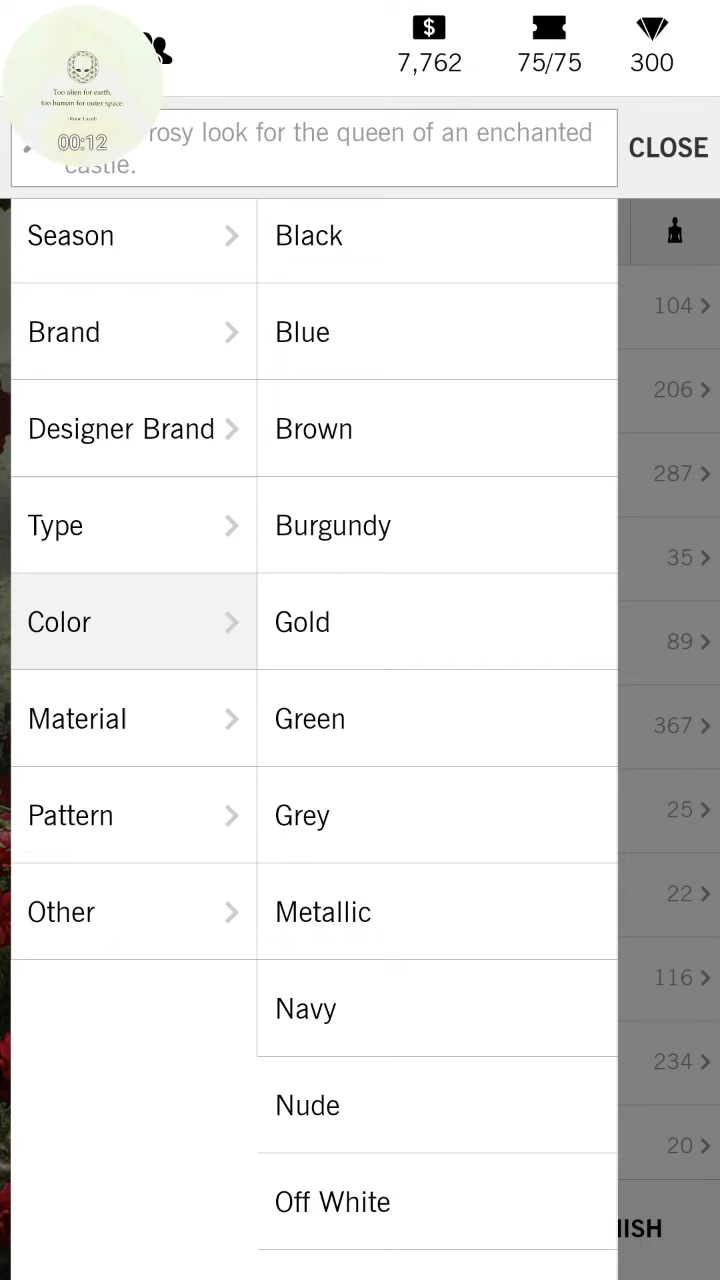 7,762
75/75
300
Too alien for earth,
too human for outer space.
00:12
rosy look for the queen of an enchanted
castle.
CLOSE
Season
Black
Brand
Blue
Designer Brand
Brown
Type
Burgundy
Color
Gold
Material
Green
Pattern
Grey
Other
Metallic
Navy
Nude
Off White
104
206
287
35
89
367
25
22
116
234
20